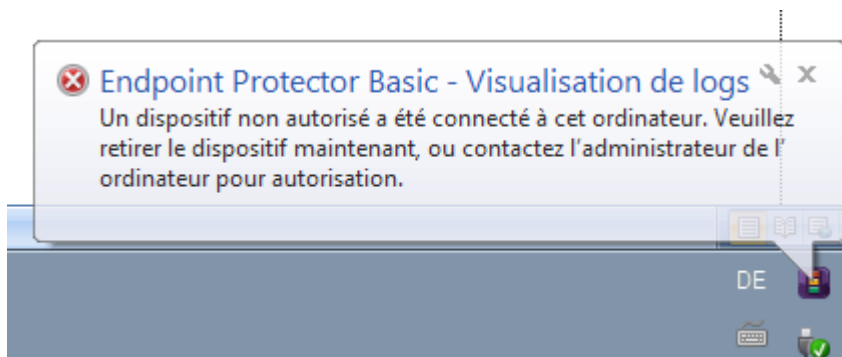 Endpoint Protector Basic - Visualisation de logs
Un dispositif non autorisé a été connecté à cet ordinateur. Veuillez
retirer le dispositif maintenant, ou contactez l'administrateur de l'
ordinateur pour autorisation.
DE